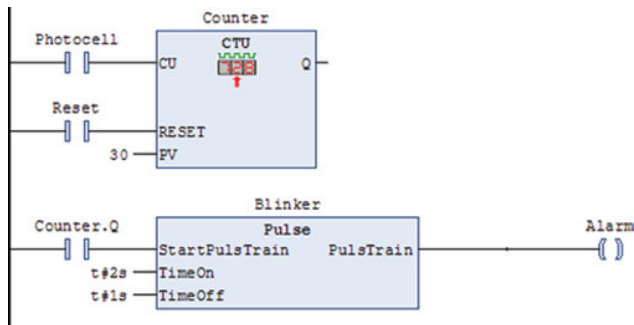 Counter
Photocell
CTU
CU
Q
Reset
RESET
30
PV
Blinker
Counter.Q
Pulse
Alarm
StartPulsTrain
PulsTrain
t#2s
TimeOn
t#1s
TimeOff